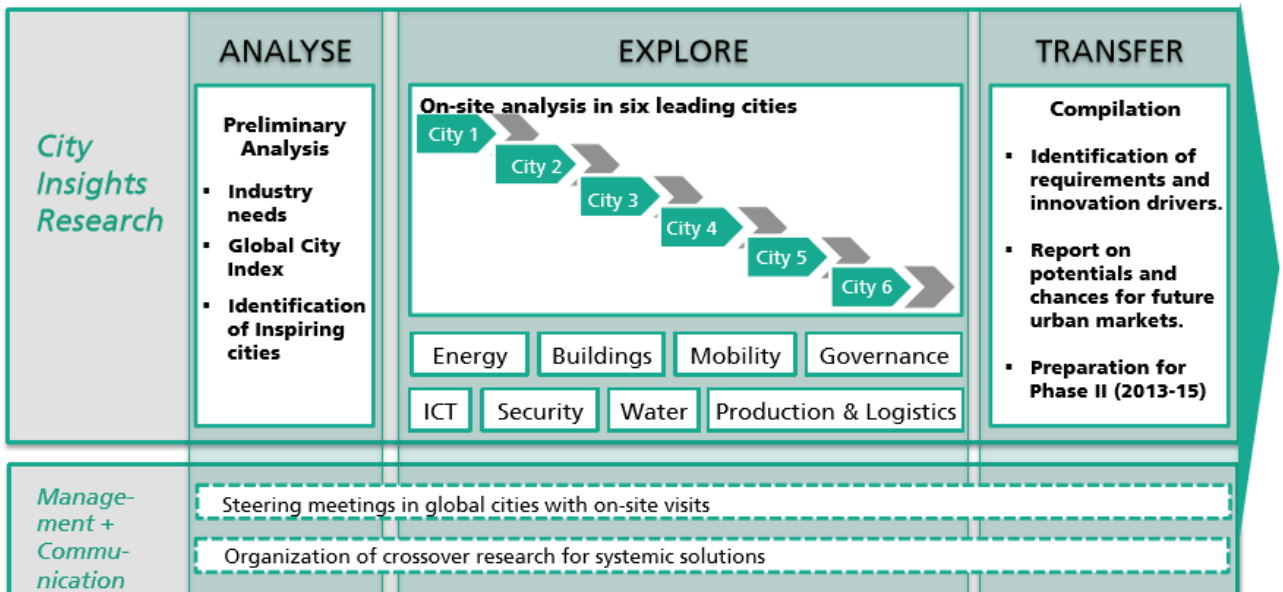 ANALYSE
EXPLORE
TRANSFER
City
Insights
Research
Preliminary
Analysis
▪ Industry
needs
▪ Global City
Index
▪ Identification
of Inspiring
cities
On-site analysis in six leading cities
City 1
City 2
City 3
City 4
City 5
City 6
Energy
Buildings
Mobility
Governance
ICT
Security
Water
Production & Logistics
Compilation
▪ Identification of
requirements and
innovation drivers.
▪ Report on
potentials and
chances for future
urban markets.
▪ Preparation for
Phase II (2013-15)
Manage-
ment +
Commu-
nication
Steering meetings in global cities with on-site visits
Organization of crossover research for systemic solutions